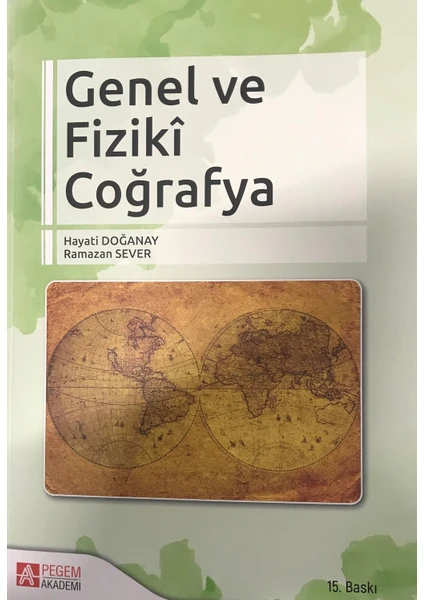 Genel ve
Fizikî
Coğrafya
Hayati DOĞANAY
Ramazan SEVER
PEGEM
AKADEMİ
15. Baskı